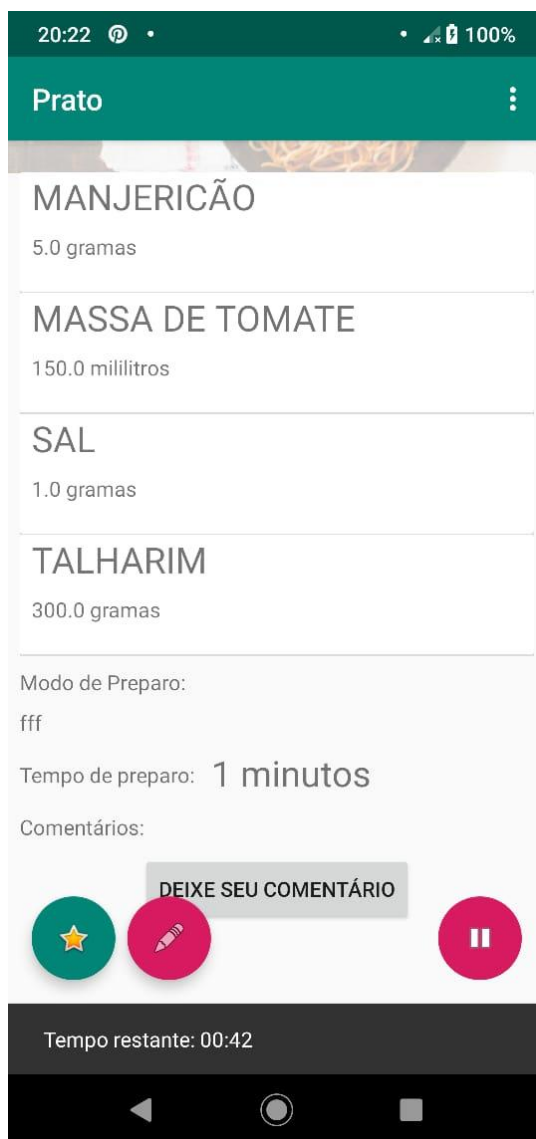 20:22 100%
Prato
MANJERICÃO
5.0 gramas
MASSA DE TOMATE
150.0 mililitros
SAL
1.0 gramas
TALHARIM
300.0 gramas
Modo de Preparo:
fff
Tempo de preparo: 1 minutos
Comentários:
DEIXE SEU COMENTÁRIO
Tempo restante: 00:42